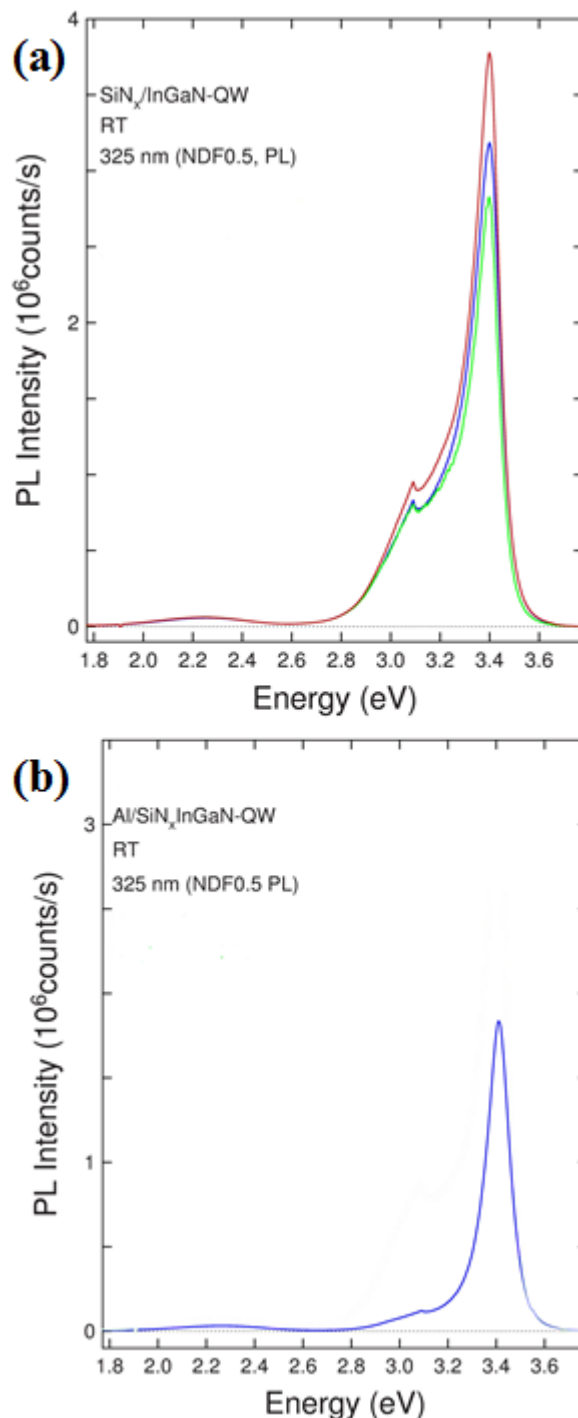 (a)
4
SiNₓ/InGaN-QW
RT
325 nm (NDF0.5, PL)
2
0
PL Intensity (10⁶counts/s)
1.8 2.0 2.2 2.4 2.6 2.8 3.0 3.2 3.4 3.6
Energy (eV)
(b)
3
Al/SiNₓInGaN-QW
RT
325 nm (NDF0.5 PL)
1
0
PL Intensity (10⁶counts/s)
1.8 2.0 2.2 2.4 2.6 2.8 3.0 3.2 3.4 3.6
Energy (eV)